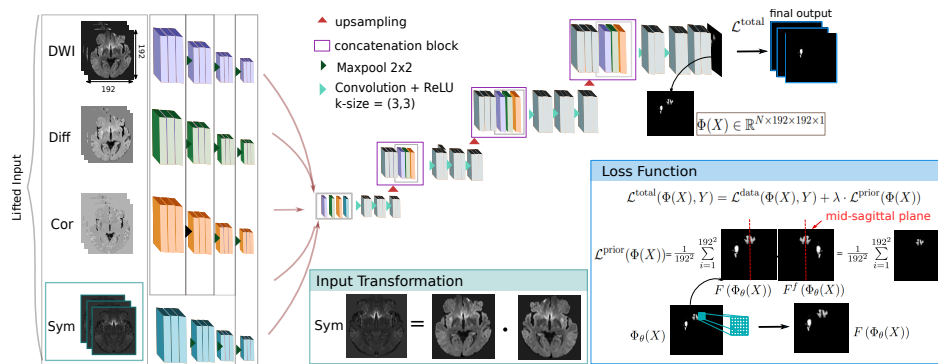 Lifted Input
DWI
192
192
Diff
Cor
Sym
upsampling
concatenation block
Maxpool 2x2
Convolution + ReLU
k-size = (3,3)
ℒ^total
final output
Φ(X) ∈ ℝ^{N×192×192×1}
Input Transformation
Sym = ·
Loss Function
ℒ^total(Φ(X), Y) = ℒ^data(Φ(X), Y) + λ · ℒ^prior(Φ(X))
mid-sagittal plane
ℒ^prior(Φ(X)) = 1/192² ∑_{i=1}^{192²} = 1/192² ∑_{i=1}^{192²}
F(Φ_θ(X)) F^f(Φ_θ(X))
Φ_θ(X) F(Φ_θ(X))